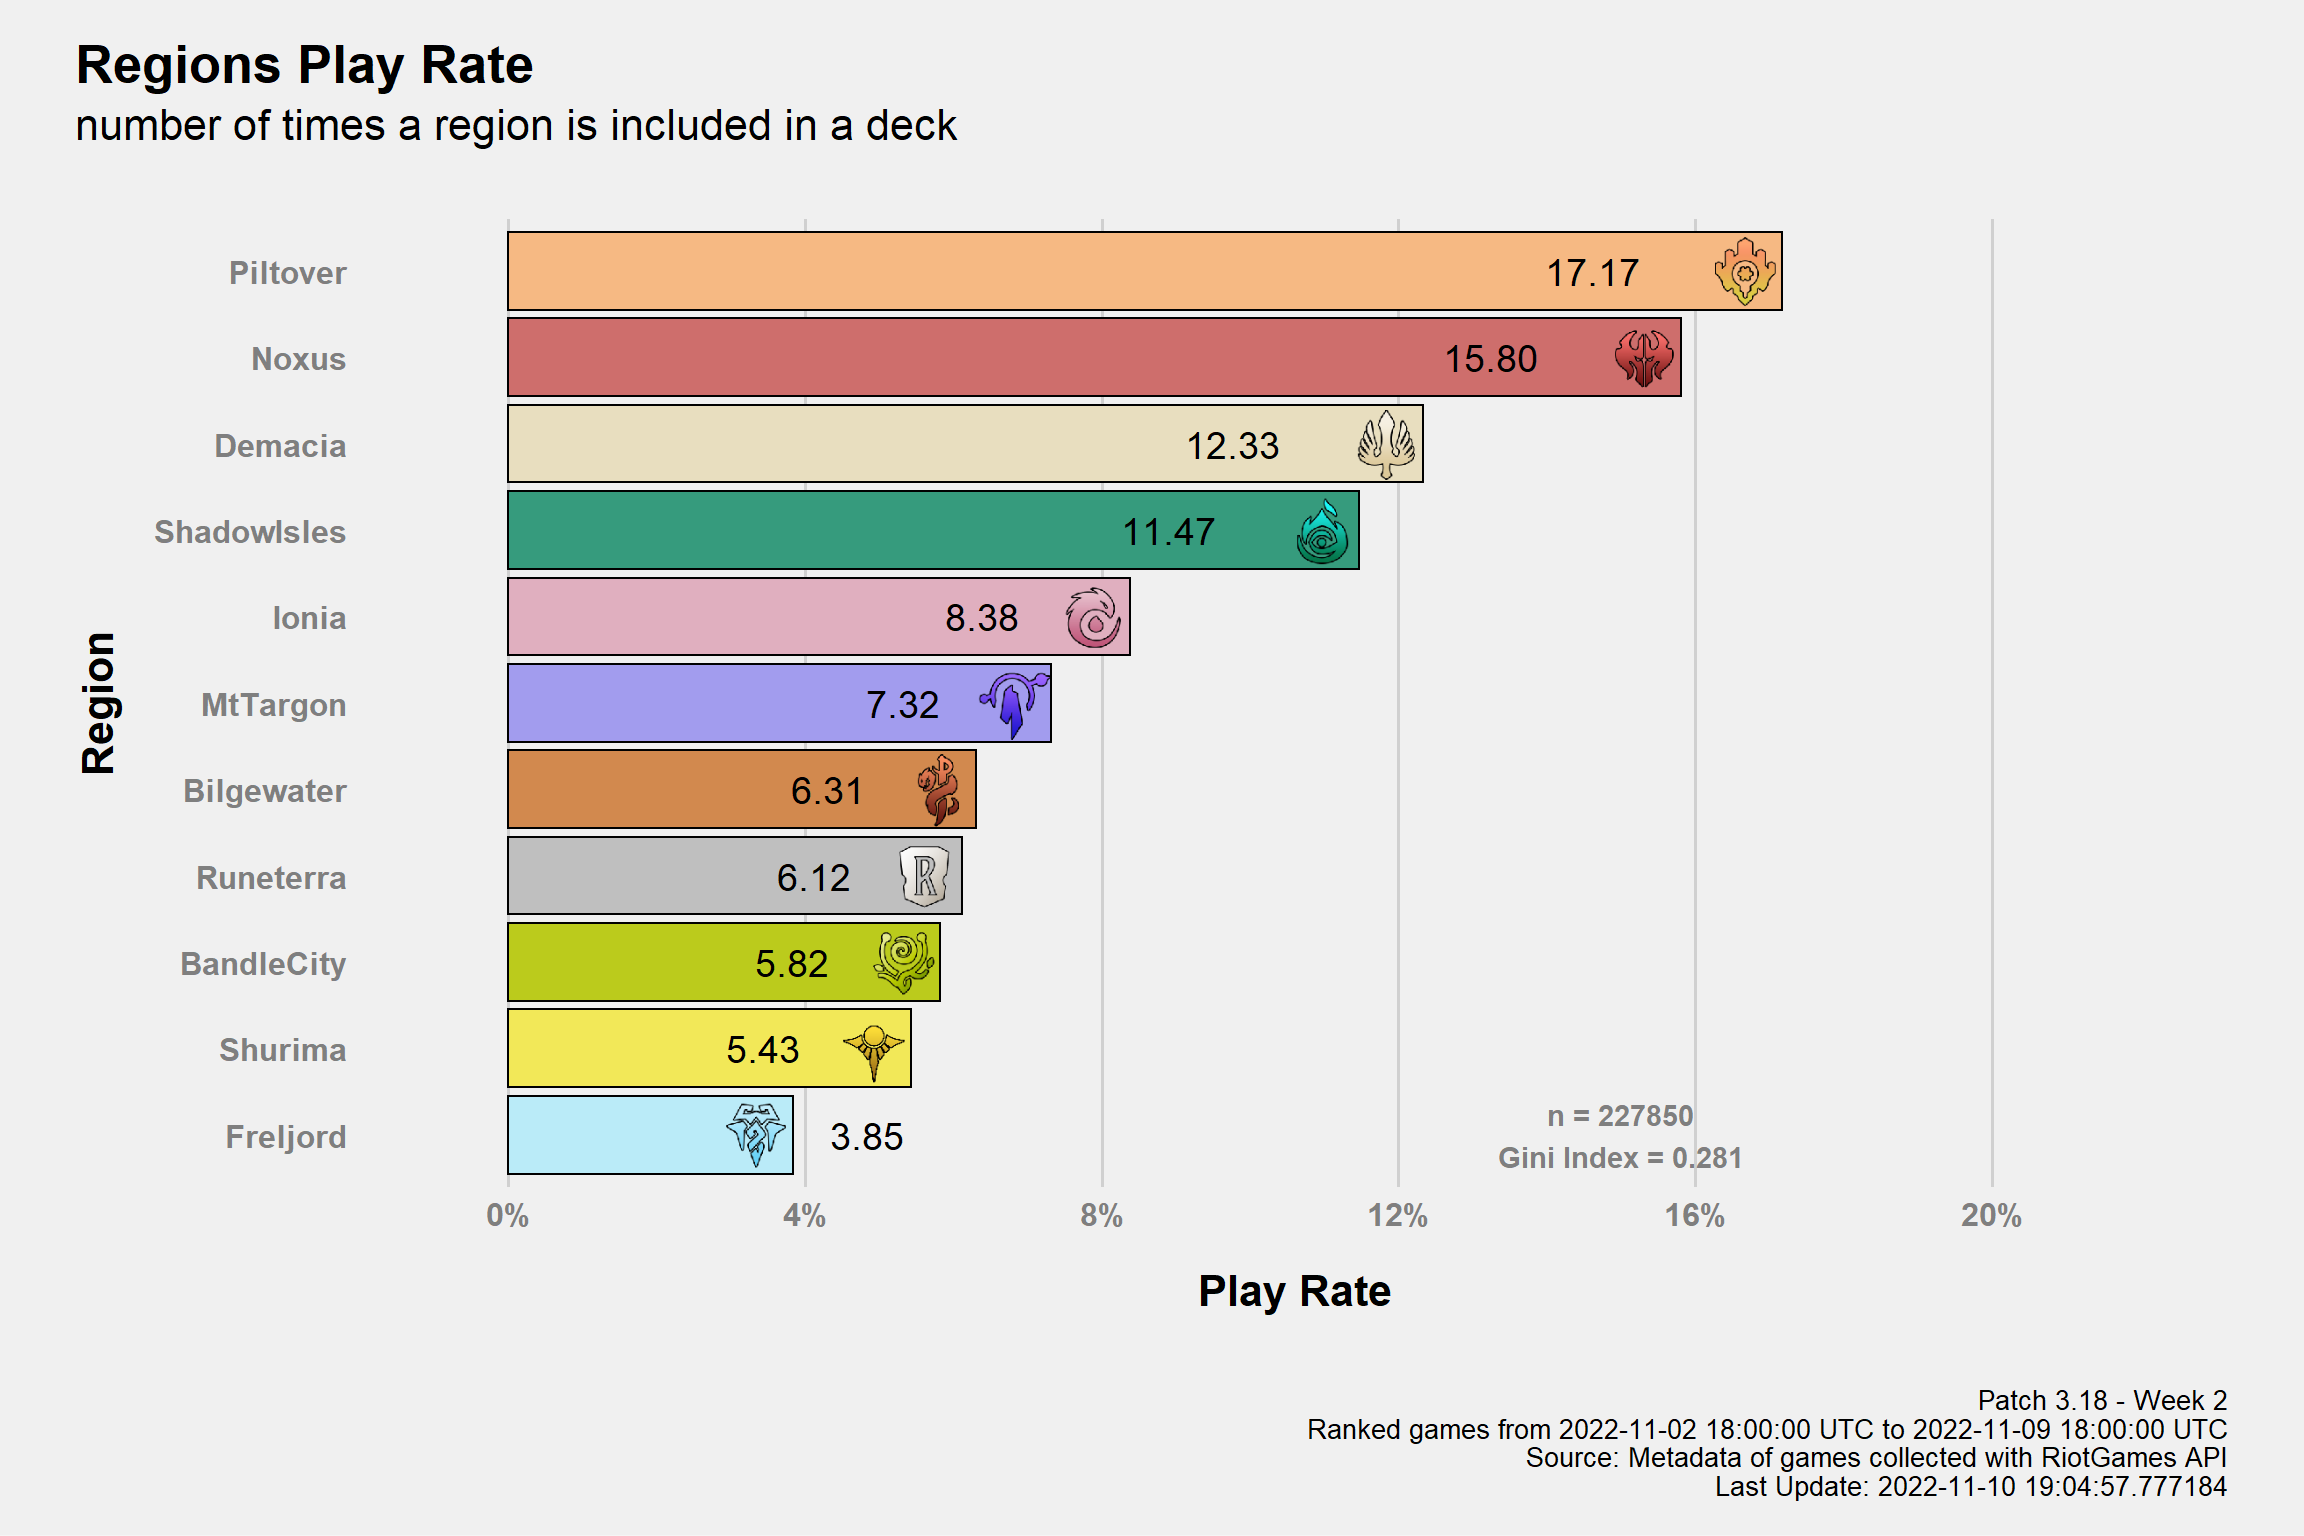 Regions Play Rate
number of times a region is included in a deck
Region
Piltover 17.17
Noxus 15.80
Demacia 12.33
ShadowIsles 11.47
Ionia 8.38
MtTargon 7.32
Bilgewater 6.31
Runeterra 6.12 R
BandleCity 5.82
Shurima 5.43
Freljord 3.85
n = 227850
Gini Index = 0.281
0% 4% 8% 12% 16% 20%
Play Rate
Patch 3.18 - Week 2
Ranked games from 2022-11-02 18:00:00 UTC to 2022-11-09 18:00:00 UTC
Source: Metadata of games collected with RiotGames API
Last Update: 2022-11-10 19:04:57.777184